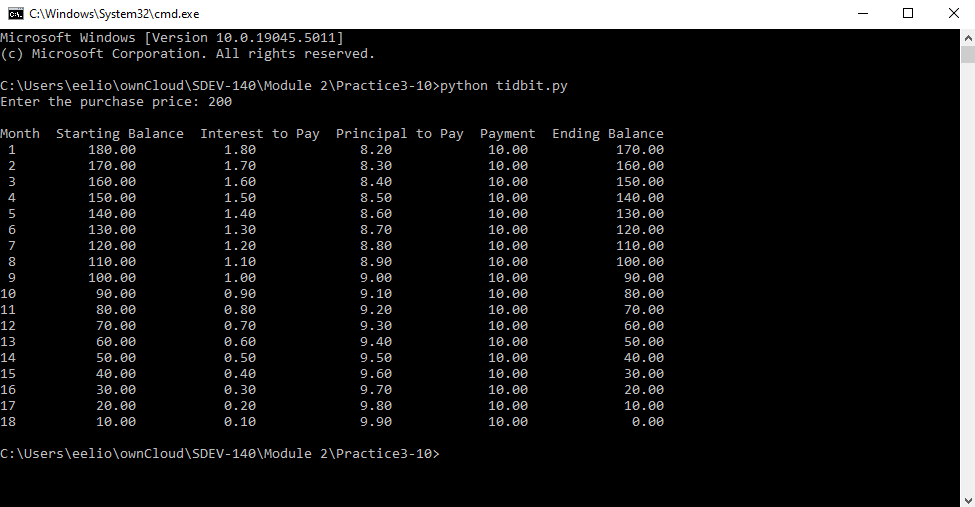 C:\Windows\System32\cmd.exe
Microsoft Windows [Version 10.0.19045.5011]
(c) Microsoft Corporation. All rights reserved.
C:\Users\eelio\ownCloud\SDEV-140\Module 2\Practice3-10>python tidbit.py
Enter the purchase price: 200
Month  Starting Balance  Interest to Pay  Principal to Pay  Payment  Ending Balance
 1         180.00           1.80             8.20            10.00           170.00
 2         170.00           1.70             8.30            10.00           160.00
 3         160.00           1.60             8.40            10.00           150.00
 4         150.00           1.50             8.50            10.00           140.00
 5         140.00           1.40             8.60            10.00           130.00
 6         130.00           1.30             8.70            10.00           120.00
 7         120.00           1.20             8.80            10.00           110.00
 8         110.00           1.10             8.90            10.00           100.00
 9         100.00           1.00             9.00            10.00            90.00
10          90.00           0.90             9.10            10.00            80.00
11          80.00           0.80             9.20            10.00            70.00
12          70.00           0.70             9.30            10.00            60.00
13          60.00           0.60             9.40            10.00            50.00
14          50.00           0.50             9.50            10.00            40.00
15          40.00           0.40             9.60            10.00            30.00
16          30.00           0.30             9.70            10.00            20.00
17          20.00           0.20             9.80            10.00            10.00
18          10.00           0.10             9.90            10.00             0.00
C:\Users\eelio\ownCloud\SDEV-140\Module 2\Practice3-10>